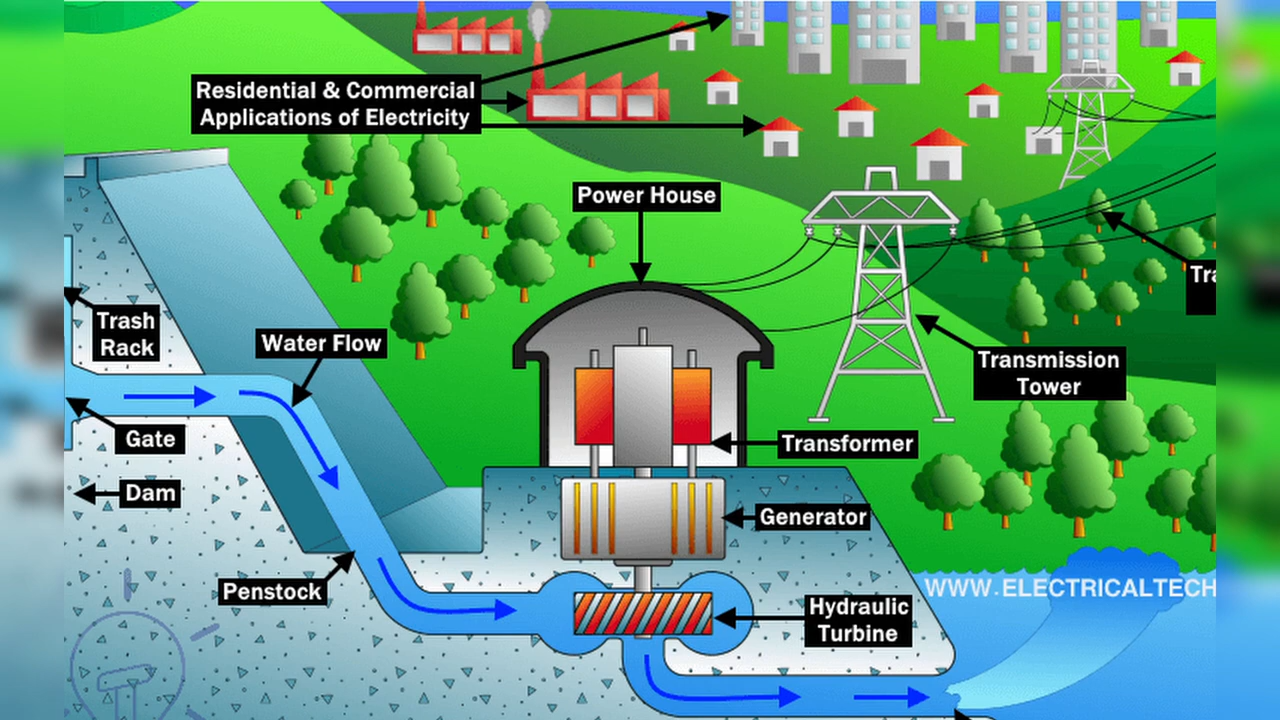 Residential & Commercial
Applications of Electricity
Power House
Trash
Rack
Water Flow
Transmission
Tower
Gate
Transformer
Dam
Generator
Penstock
WWW.ELECTRICALTECH
Hydraulic
Turbine